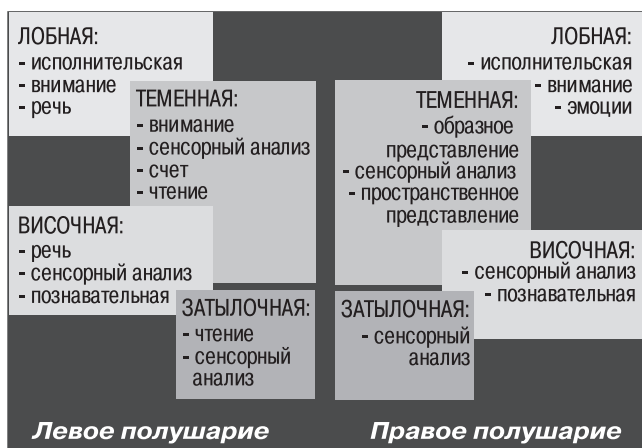 ЛОБНАЯ:
- исполнительская
- внимание
- речь
ТЕМЕННАЯ:
- внимание
- сенсорный анализ
- счет
- чтение
ВИСОЧНАЯ:
- речь
- сенсорный анализ
- познавательная
ЗАТЫЛОЧНАЯ:
- чтение
- сенсорный
анализ
Левое полушарие
ЛОБНАЯ:
- исполнительская
- внимание
- эмоции
ТЕМЕННАЯ:
- образное
представление
- сенсорный анализ
- пространственное
представление
ВИСОЧНАЯ:
- сенсорный анализ
- познавательная
ЗАТЫЛОЧНАЯ:
- сенсорный
анализ
Правое полушарие